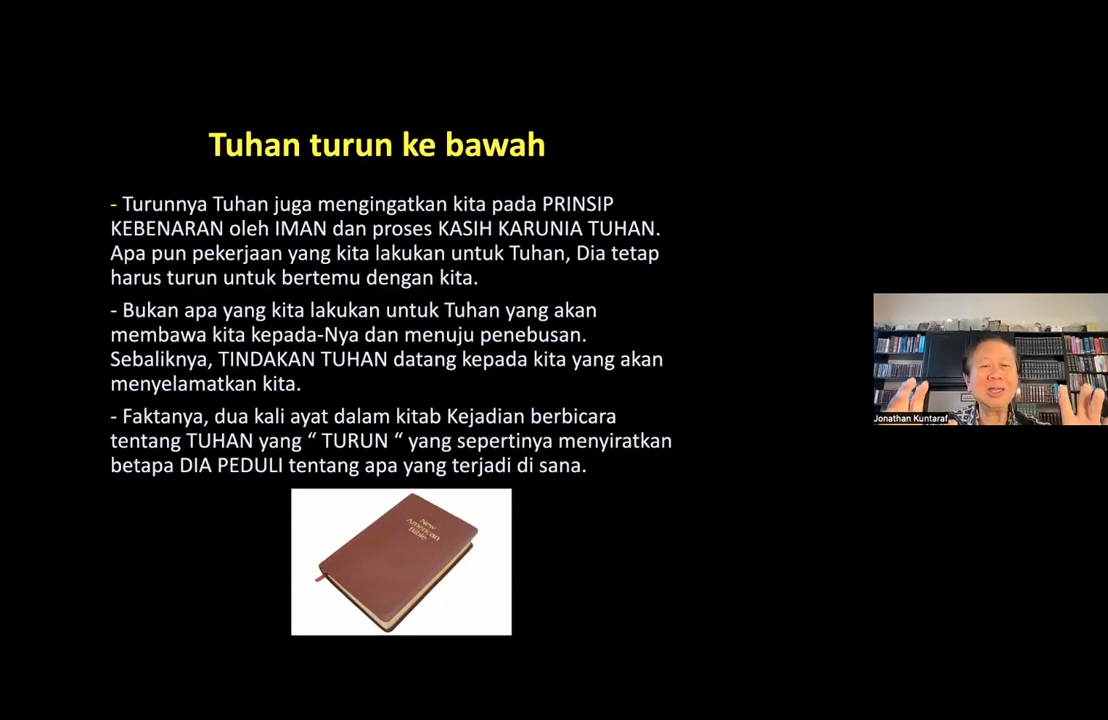 Tuhan turun ke bawah
- Turunnya Tuhan juga mengingatkan kita pada PRINSIP
KEBENARAN oleh IMAN dan proses KASIH KARUNIA TUHAN.
Apa pun pekerjaan yang kita lakukan untuk Tuhan, Dia tetap
harus turun untuk bertemu dengan kita.
- Bukan apa yang kita lakukan untuk Tuhan yang akan
membawa kita kepada-Nya dan menuju penebusan.
Sebaliknya, TINDAKAN TUHAN datang kepada kita yang akan
menyelamatkan kita.
- Faktanya, dua kali ayat dalam kitab Kejadian berbicara
tentang TUHAN yang “ TURUN “ yang sepertinya menyiratkan
betapa DIA PEDULI tentang apa yang terjadi di sana.
New
American
Bible
Jonathan Kuntaraf